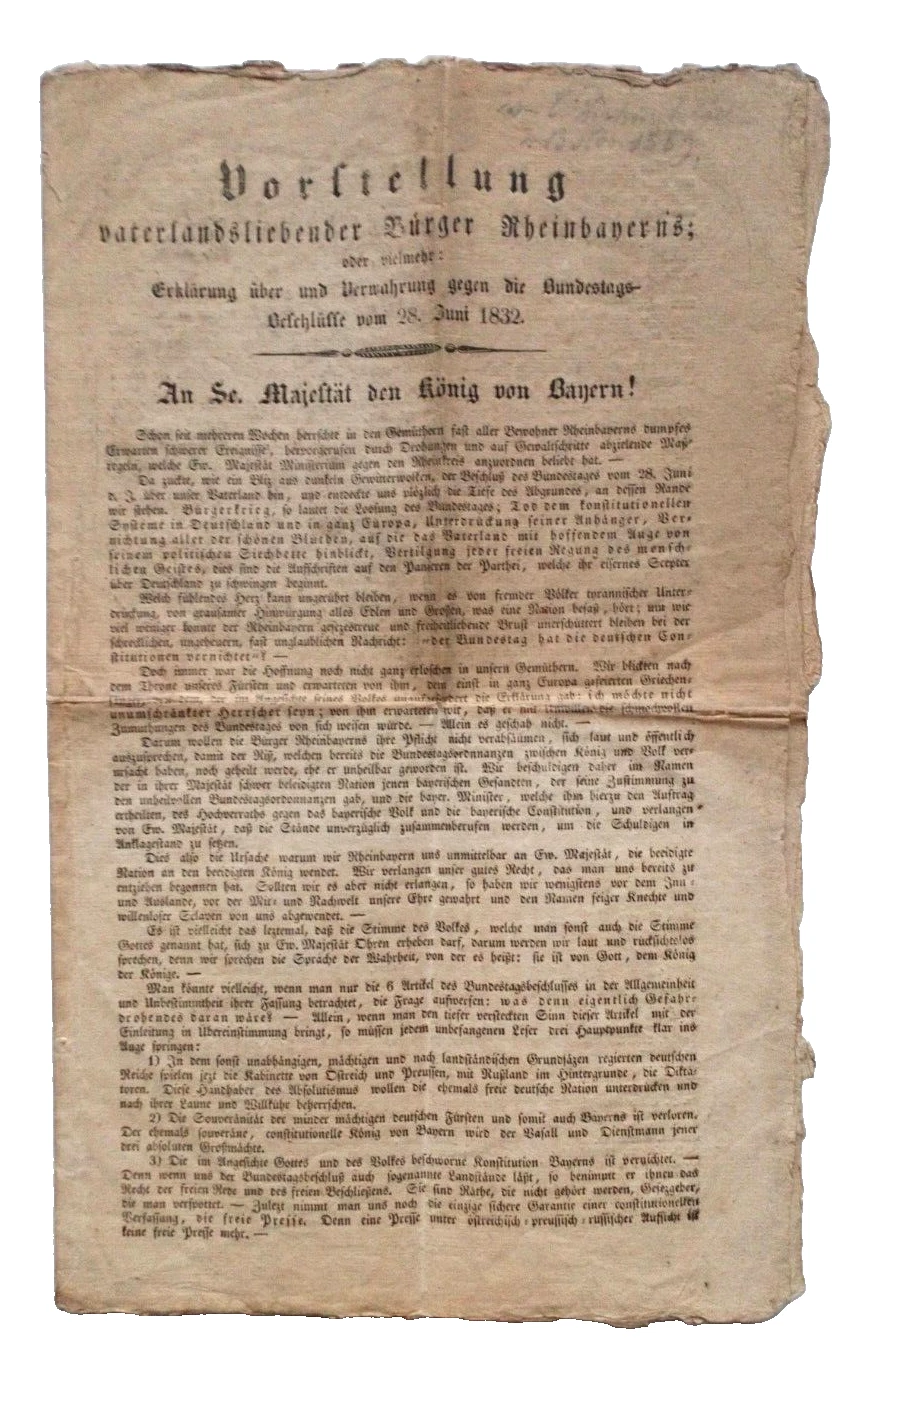 Vorstellung
vaterlandsliebender Bürger Rheinbayerns;
oder vielmehr:
Erklärung über und Verwahrung gegen die Bundestags-
Beschlüsse vom 28. Juni 1832.
An Se. Majestät den König von Bayern!
Schon seit mehreren Wochen herrschte in den Gemüthern fast aller Bewohner Rheinbayerns dumpfes
Erwarten schwerer Ereignisse, hervorgerufen durch Drohungen und auf Gewaltschritte abzielende Maß-
regeln, welche Ew. Majestät Ministerium gegen den Rheinkreis anzuordnen beliebt hat. —
Da zuckte, wie ein Bliz aus dunkeln Gewitterwolken, der Beschluß des Bundestages vom 28. Juni
d. J. über unser Vaterland hin, und entdeckte uns plözlich die Tiefe des Abgrundes, an dessen Rande
wir stehen. Bürgerkrieg, so lautet die Loosung des Bundestages; Tod dem konstitutionellen
Systeme in Deutschland und in ganz Europa, Unterdrückung seiner Anhänger, Ver-
nichtung aller der schönen Blüthen, auf die das Vaterland mit hoffendem Auge von
seinem politischen Siechbette hinblickt, Vertilgung jeder freien Regung des mensch-
lichen Geistes, dies sind die Aufschriften auf den Panieren der Parthei, welche ihr eisernes Scepter
über Deutschland zu schwingen beginnt.
Welch fühlendes Herz kann ungerührt bleiben, wenn es von fremder Völker tyrannischer Unter-
drückung, von grausamer Hinwürgung alles Edlen und Großen, was eine Nation besaß, hört; um wie
viel weniger konnte der Rheinbayern gesezestreue und freiheitliebende Brust unerschüttert bleiben bei der
schrecklichen, ungeheuern, fast unglaublichen Nachricht: »der Bundestag hat die deutschen Con-
stitutionen vernichtet«! —
Doch immer war die Hoffnung noch nicht ganz erloschen in unsern Gemüthern. Wir blickten nach
dem Throne unseres Fürsten und erwarteten von ihm, dem einst in ganz Europa gefeierten Griechen-
im Angesichte seines Volkes unaufgefordert die Erklärung gab: ich möchte nicht
unumschränkter Herrscher seyn; von ihm erwarteten wir, daß er mit Unwillen die schmachvollen
Zumuthungen des Bundestages von sich weisen würde. — Allein es geschah nicht. —
Darum wollen die Bürger Rheinbayerns ihre Pflicht nicht verabsäumen, sich laut und öffentlich
auszusprechen, damit der Riß, welchen bereits die Bundestagsordonnanzen zwischen König und Volk ver-
ursacht haben, noch geheilt werde, ehe er unheilbar geworden ist. Wir beschuldigen daher im Namen
der in ihrer Majestät schwer beleidigten Nation jenen bayerischen Gesandten, der seine Zustimmung zu
den unheilvollen Bundestagsordonnanzen gab, und die bayer. Minister, welche ihm hierzu den Auftrag
ertheilten, des Hochverraths gegen das bayerische Volk und die bayerische Constitution, und verlangen
von Ew. Majestät, daß die Stände unverzüglich zusammenberufen werden, um die Schuldigen in
Anklagestand zu setzen.
Dies also die Ursache warum wir Rheinbayern uns unmittelbar an Ew. Majestät, die beeidigte
Nation an den beeidigten König wendet. Wir verlangen unser gutes Recht, das man uns bereits zu
entziehen begonnen hat. Sollten wir es aber nicht erlangen, so haben wir wenigstens vor dem Inn-
und Auslande, vor der Mit- und Nachwelt unsere Ehre gewahrt und den Namen feiger Knechte und
willenloser Sclaven von uns abgewendet. —
Es ist vielleicht das leztemal, daß die Stimme des Volkes, welche man sonst auch die Stimme
Gottes genannt hat, sich zu Ew. Majestät Ohren erheben darf, darum werden wir laut und rücksichtslos
sprechen, denn wir sprechen die Sprache der Wahrheit, von der es heißt: sie ist von Gott, dem König
der Könige. —
Man könnte vielleicht, wenn man nur die 6 Artikel des Bundestagsbeschlusses in der Allgemeinheit
und Unbestimmtheit ihrer Fassung betrachtet, die Frage aufwerfen: was denn eigentlich Gefahr-
drohendes daran wäre? — Allein, wenn man den tiefer versteckten Sinn dieser Artikel mit der
Einleitung in Übereinstimmung bringt, so müssen jedem unbefangenen Leser drei Hauptpunkte klar ins
Auge springen:
1) In dem sonst unabhängigen, mächtigen und nach landständischen Grundsäzen regierten deutschen
Reiche spielen jezt die Kabinette von Östreich und Preussen, mit Rußland im Hintergrunde, die Dikta-
toren. Diese Handhaber des Absolutismus wollen die ehemals freie deutsche Nation unterdrücken und
nach ihrer Laune und Willkühr beherrschen.
2) Die Souveränität der minder mächtigen deutschen Fürsten und somit auch Bayerns ist verloren.
Der ehemals souveräne, constitutionelle König von Bayern wird der Vasall und Dienstmann jener
drei absoluten Großmächte.
3) Die im Angesichte Gottes und des Volkes beschworne Konstitution Bayerns ist vernichtet. —
Denn wenn uns der Bundestagsbeschluß auch sogenannte Landstände läßt, so benimmt er ihnen das
Recht der freien Rede und des freien Beschließens. Sie sind Räthe, die nicht gehört werden, Gesezgeber,
die man verspottet. — Zulezt nimmt man uns noch die einzige sichere Garantie einer constitutionellen
Verfassung, die freie Presse. Denn eine Presse unter östreichisch-preussisch-russischer Aufsicht ist
keine freie Presse mehr. —